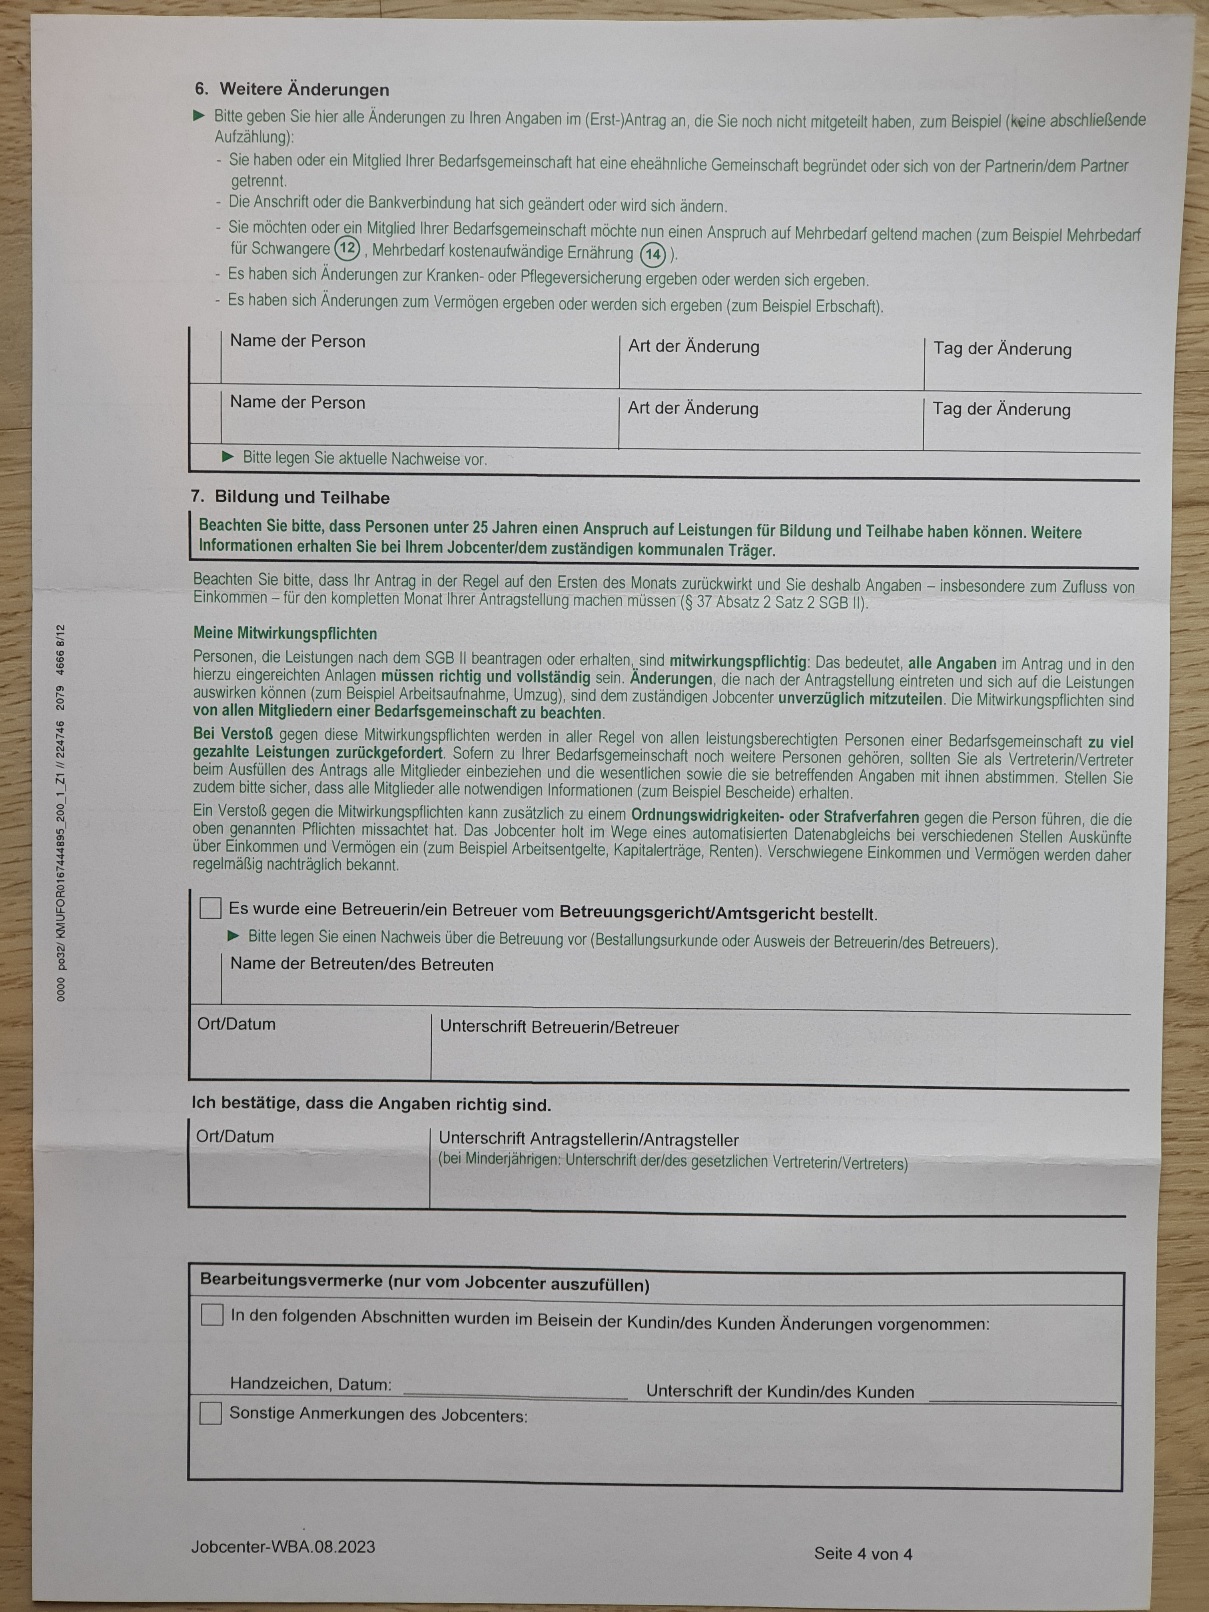 6. Weitere Änderungen
▶ Bitte geben Sie hier alle Änderungen zu Ihren Angaben im (Erst-)Antrag an, die Sie noch nicht mitgeteilt haben, zum Beispiel (keine abschließende
Aufzählung):
- Sie haben oder ein Mitglied Ihrer Bedarfsgemeinschaft hat eine eheähnliche Gemeinschaft begründet oder sich von der Partnerin/dem Partner
getrennt.
- Die Anschrift oder die Bankverbindung hat sich geändert oder wird sich ändern.
- Sie möchten oder ein Mitglied Ihrer Bedarfsgemeinschaft möchte nun einen Anspruch auf Mehrbedarf geltend machen (zum Beispiel Mehrbedarf
für Schwangere (12), Mehrbedarf kostenaufwändige Ernährung (14)).
- Es haben sich Änderungen zur Kranken- oder Pflegeversicherung ergeben oder werden sich ergeben.
- Es haben sich Änderungen zum Vermögen ergeben oder werden sich ergeben (zum Beispiel Erbschaft).
Name der Person Art der Änderung Tag der Änderung
Name der Person Art der Änderung Tag der Änderung
▶ Bitte legen Sie aktuelle Nachweise vor.
7. Bildung und Teilhabe
Beachten Sie bitte, dass Personen unter 25 Jahren einen Anspruch auf Leistungen für Bildung und Teilhabe haben können. Weitere
Informationen erhalten Sie bei Ihrem Jobcenter/dem zuständigen kommunalen Träger.
Beachten Sie bitte, dass Ihr Antrag in der Regel auf den Ersten des Monats zurückwirkt und Sie deshalb Angaben – insbesondere zum Zufluss von
Einkommen – für den kompletten Monat Ihrer Antragstellung machen müssen (§ 37 Absatz 2 Satz 2 SGB II).
Meine Mitwirkungspflichten
Personen, die Leistungen nach dem SGB II beantragen oder erhalten, sind mitwirkungspflichtig: Das bedeutet, alle Angaben im Antrag und in den
hierzu eingereichten Anlagen müssen richtig und vollständig sein. Änderungen, die nach der Antragstellung eintreten und sich auf die Leistungen
auswirken können (zum Beispiel Arbeitsaufnahme, Umzug), sind dem zuständigen Jobcenter unverzüglich mitzuteilen. Die Mitwirkungspflichten sind
von allen Mitgliedern einer Bedarfsgemeinschaft zu beachten.
Bei Verstoß gegen diese Mitwirkungspflichten werden in aller Regel von allen leistungsberechtigten Personen einer Bedarfsgemeinschaft zu viel
gezahlte Leistungen zurückgefordert. Sofern zu Ihrer Bedarfsgemeinschaft noch weitere Personen gehören, sollten Sie als Vertreterin/Vertreter
beim Ausfüllen des Antrags alle Mitglieder einbeziehen und die wesentlichen sowie die sie betreffenden Angaben mit ihnen abstimmen. Stellen Sie
zudem bitte sicher, dass alle Mitglieder alle notwendigen Informationen (zum Beispiel Bescheide) erhalten.
Ein Verstoß gegen die Mitwirkungspflichten kann zusätzlich zu einem Ordnungswidrigkeiten- oder Strafverfahren gegen die Person führen, die die
oben genannten Pflichten missachtet hat. Das Jobcenter holt im Wege eines automatisierten Datenabgleichs bei verschiedenen Stellen Auskünfte
über Einkommen und Vermögen ein (zum Beispiel Arbeitsentgelte, Kapitalerträge, Renten). Verschwiegene Einkommen und Vermögen werden daher
regelmäßig nachträglich bekannt.
Es wurde eine Betreuerin/ein Betreuer vom Betreuungsgericht/Amtsgericht bestellt.
▶ Bitte legen Sie einen Nachweis über die Betreuung vor (Bestallungsurkunde oder Ausweis der Betreuerin/des Betreuers).
Name der Betreuten/des Betreuten
Ort/Datum Unterschrift Betreuerin/Betreuer
Ich bestätige, dass die Angaben richtig sind.
Ort/Datum Unterschrift Antragstellerin/Antragsteller
(bei Minderjährigen: Unterschrift der/des gesetzlichen Vertreterin/Vertreters)
Bearbeitungsvermerke (nur vom Jobcenter auszufüllen)
In den folgenden Abschnitten wurden im Beisein der Kundin/des Kunden Änderungen vorgenommen:
Handzeichen, Datum: Unterschrift der Kundin/des Kunden
Sonstige Anmerkungen des Jobcenters:
Jobcenter-WBA.08.2023 Seite 4 von 4
0000 po32/ KMUFOR0167444895_200_1_Z1 // 224746 2079 4666 8/12